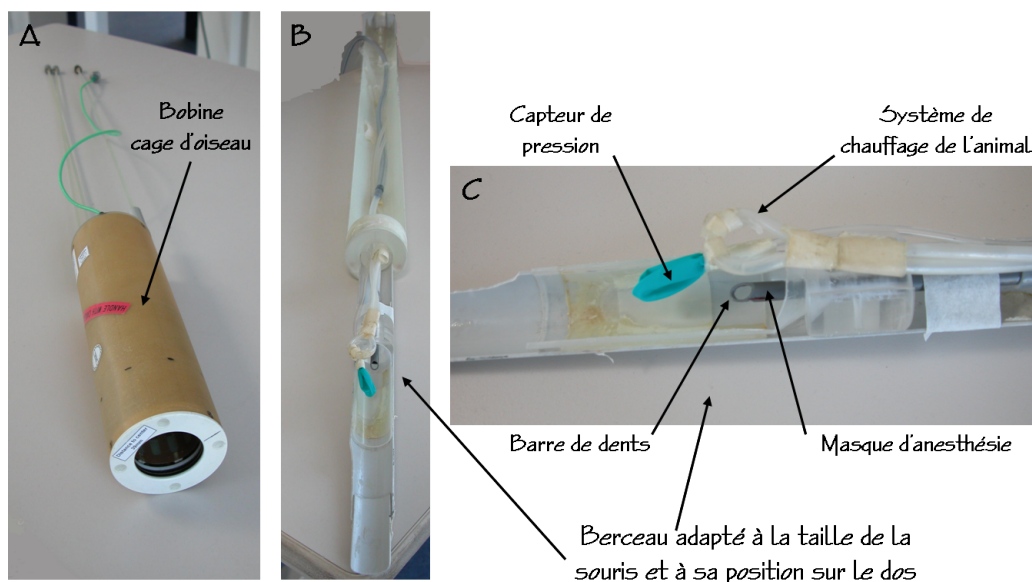 A
Bobine
cage d'oiseau
B
Capteur de
pression
Système de
chauffage de l'animal
C
Barre de dents
Masque d'anesthésie
Berceau adapté à la taille de la
souris et à sa position sur le dos